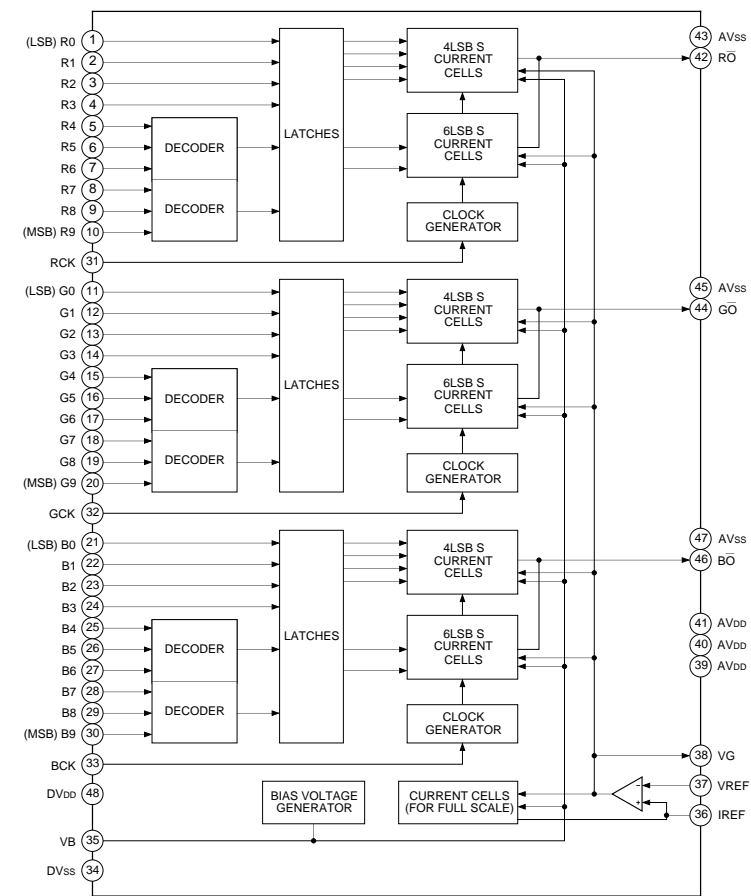 (LSB) R0 1
R1 2
R2 3
R3 4
R4 5
R5 6
R6 7
R7 8
R8 9
(MSB) R9 10
RCK 31
DECODER
DECODER
LATCHES
4LSB S
CURRENT
CELLS
6LSB S
CURRENT
CELLS
CLOCK
GENERATOR
43 AVSS
42 RO̅
(LSB) G0 11
G1 12
G2 13
G3 14
G4 15
G5 16
G6 17
G7 18
G8 19
(MSB) G9 20
GCK 32
DECODER
DECODER
LATCHES
4LSB S
CURRENT
CELLS
6LSB S
CURRENT
CELLS
CLOCK
GENERATOR
45 AVSS
44 GO̅
(LSB) B0 21
B1 22
B2 23
B3 24
B4 25
B5 26
B6 27
B7 28
B8 29
(MSB) B9 30
BCK 33
DECODER
DECODER
LATCHES
4LSB S
CURRENT
CELLS
6LSB S
CURRENT
CELLS
CLOCK
GENERATOR
47 AVSS
46 BO̅
41 AVDD
40 AVDD
39 AVDD
38 VG
37 VREF
36 IREF
DVDD 48
VB 35
DVSS 34
BIAS VOLTAGE
GENERATOR
CURRENT CELLS
(FOR FULL SCALE)
−
+